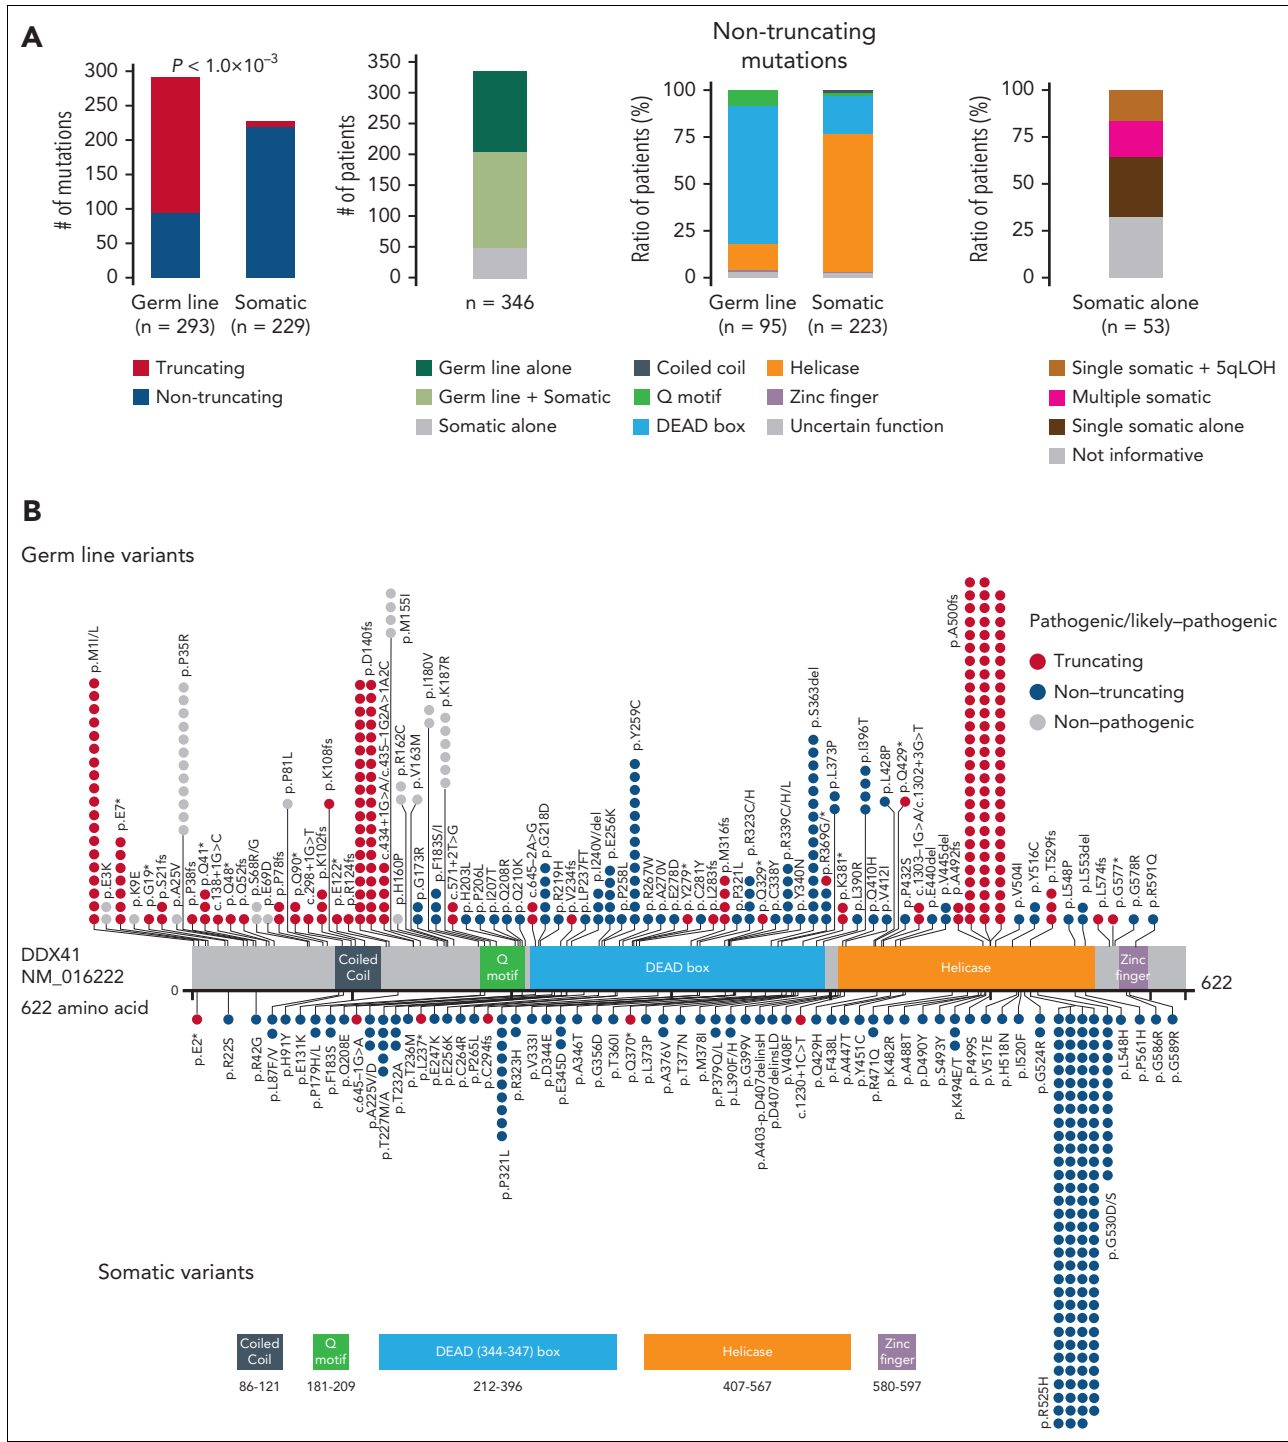 A
P < 1.0×10⁻³
# of mutations
300
250
200
150
100
50
0
Germ line
(n = 293)
Somatic
(n = 229)
Truncating
Non-truncating
# of patients
350
300
250
200
150
100
50
0
n = 346
Germ line alone
Germ line + Somatic
Somatic alone
Non-truncating
mutations
Ratio of patients (%)
100
75
50
25
0
Germ line
(n = 95)
Somatic
(n = 223)
Coiled coil
Q motif
DEAD box
Helicase
Zinc finger
Uncertain function
Ratio of patients (%)
100
75
50
25
0
Somatic alone
(n = 53)
Single somatic + 5qLOH
Multiple somatic
Single somatic alone
Not informative
B
Germ line variants
Pathogenic/likely–pathogenic
Truncating
Non–truncating
Non–pathogenic
p.M1I/L
p.E3K
p.E7*
p.K9E
p.G19*
p.S21fs
p.A25V
p.P35R
p.F38fs
p.Q41*
c.138+1G>C
p.Q48*
p.Q52fs
p.S68R/G
p.E69D
p.P78fs
p.P81L
p.Q90*
c.298+1G>T
p.K102fs
p.K108fs
p.E122*
p.R124fs
p.D140fs
c.434+1G>A/c.435–1G2A>1A2C
p.M155I
p.H160P
p.R162C
p.V163M
p.G173R
p.I180V
p.F183S/I
p.K187R
c.571+2T>G
p.H203L
p.P206L
p.I207T
p.Q208R
p.Q210K
c.645–2A>G
p.G218D
p.R219H
p.V234fs
p.LP237FT
p.I240V/del
p.E256K
p.P258L
p.Y259C
p.R267W
p.A270V
p.E278D
p.Y279*
p.C281Y
p.L283fs
p.M316fs
p.P321L
p.R323C/H
p.Q329*
p.C338Y
p.R339C/H/L
p.Y340N
p.S363del
p.R369G/*
p.L373P
p.K381*
p.L390R
p.I396T
p.Q410H
p.V412I
p.L428P
p.Q429*
p.P432S
c.1303–1G>A/c.1302+3G>T
p.E440del
p.V445del
p.A492fs
p.A500fs
p.V504I
p.Y516C
p.T529fs
p.L548P
p.L553del
p.L574fs
p.G577*
p.G578R
p.R591Q
DDX41
NM_016222
622 amino acid
0
Coiled
Coil
Q
motif
DEAD box
Helicase
Zinc
finger
622
p.E2*
p.R22S
p.R42G
p.L87F/V
p.H91Y
p.E131K
p.P179H/L
p.F183S
p.Q208E
c.645–1G>A
p.A225V/D
p.T227M/A
p.T232A
p.T236M
p.L237*
p.E247K
p.E256K
p.C264R
p.P265L
p.C294fs
p.P321L
p.R323H
p.V333I
p.D344E
p.E345D
p.A346T
p.G356D
p.T360I
p.Q370*
p.L373P
p.A376V
p.T377N
p.M378I
p.P379Q/L
p.L390F/H
p.G399V
p.A403-p.D407delinsH
p.D407delinsLD
p.V408F
c.1230+1C>T
p.Q429H
p.F438L
p.A447T
p.Y451C
p.R471Q
p.K482R
p.A488T
p.D490Y
p.S493Y
p.K494E/T
p.P499S
p.V517E
p.H518N
p.I520F
p.G524R
p.R525H
p.G530D/S
p.L548H
p.P561H
p.G586R
p.G589R
Somatic variants
Coiled
Coil
86-121
Q
motif
181-209
DEAD (344-347) box
212-396
Helicase
407-567
Zinc
finger
580-597